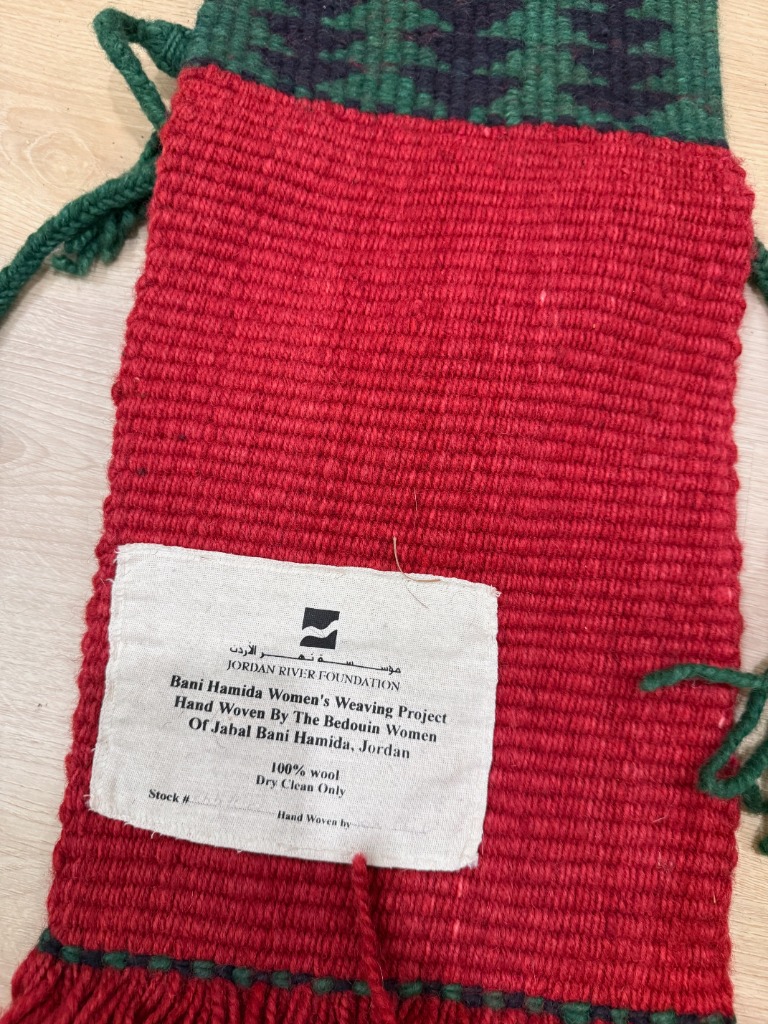 مؤسسة نهر الأردن
JORDAN RIVER FOUNDATION
Bani Hamida Women's Weaving Project
Hand Woven By The Bedouin Women
Of Jabal Bani Hamida, Jordan
100% wool
Dry Clean Only
Stock #
Hand Woven by